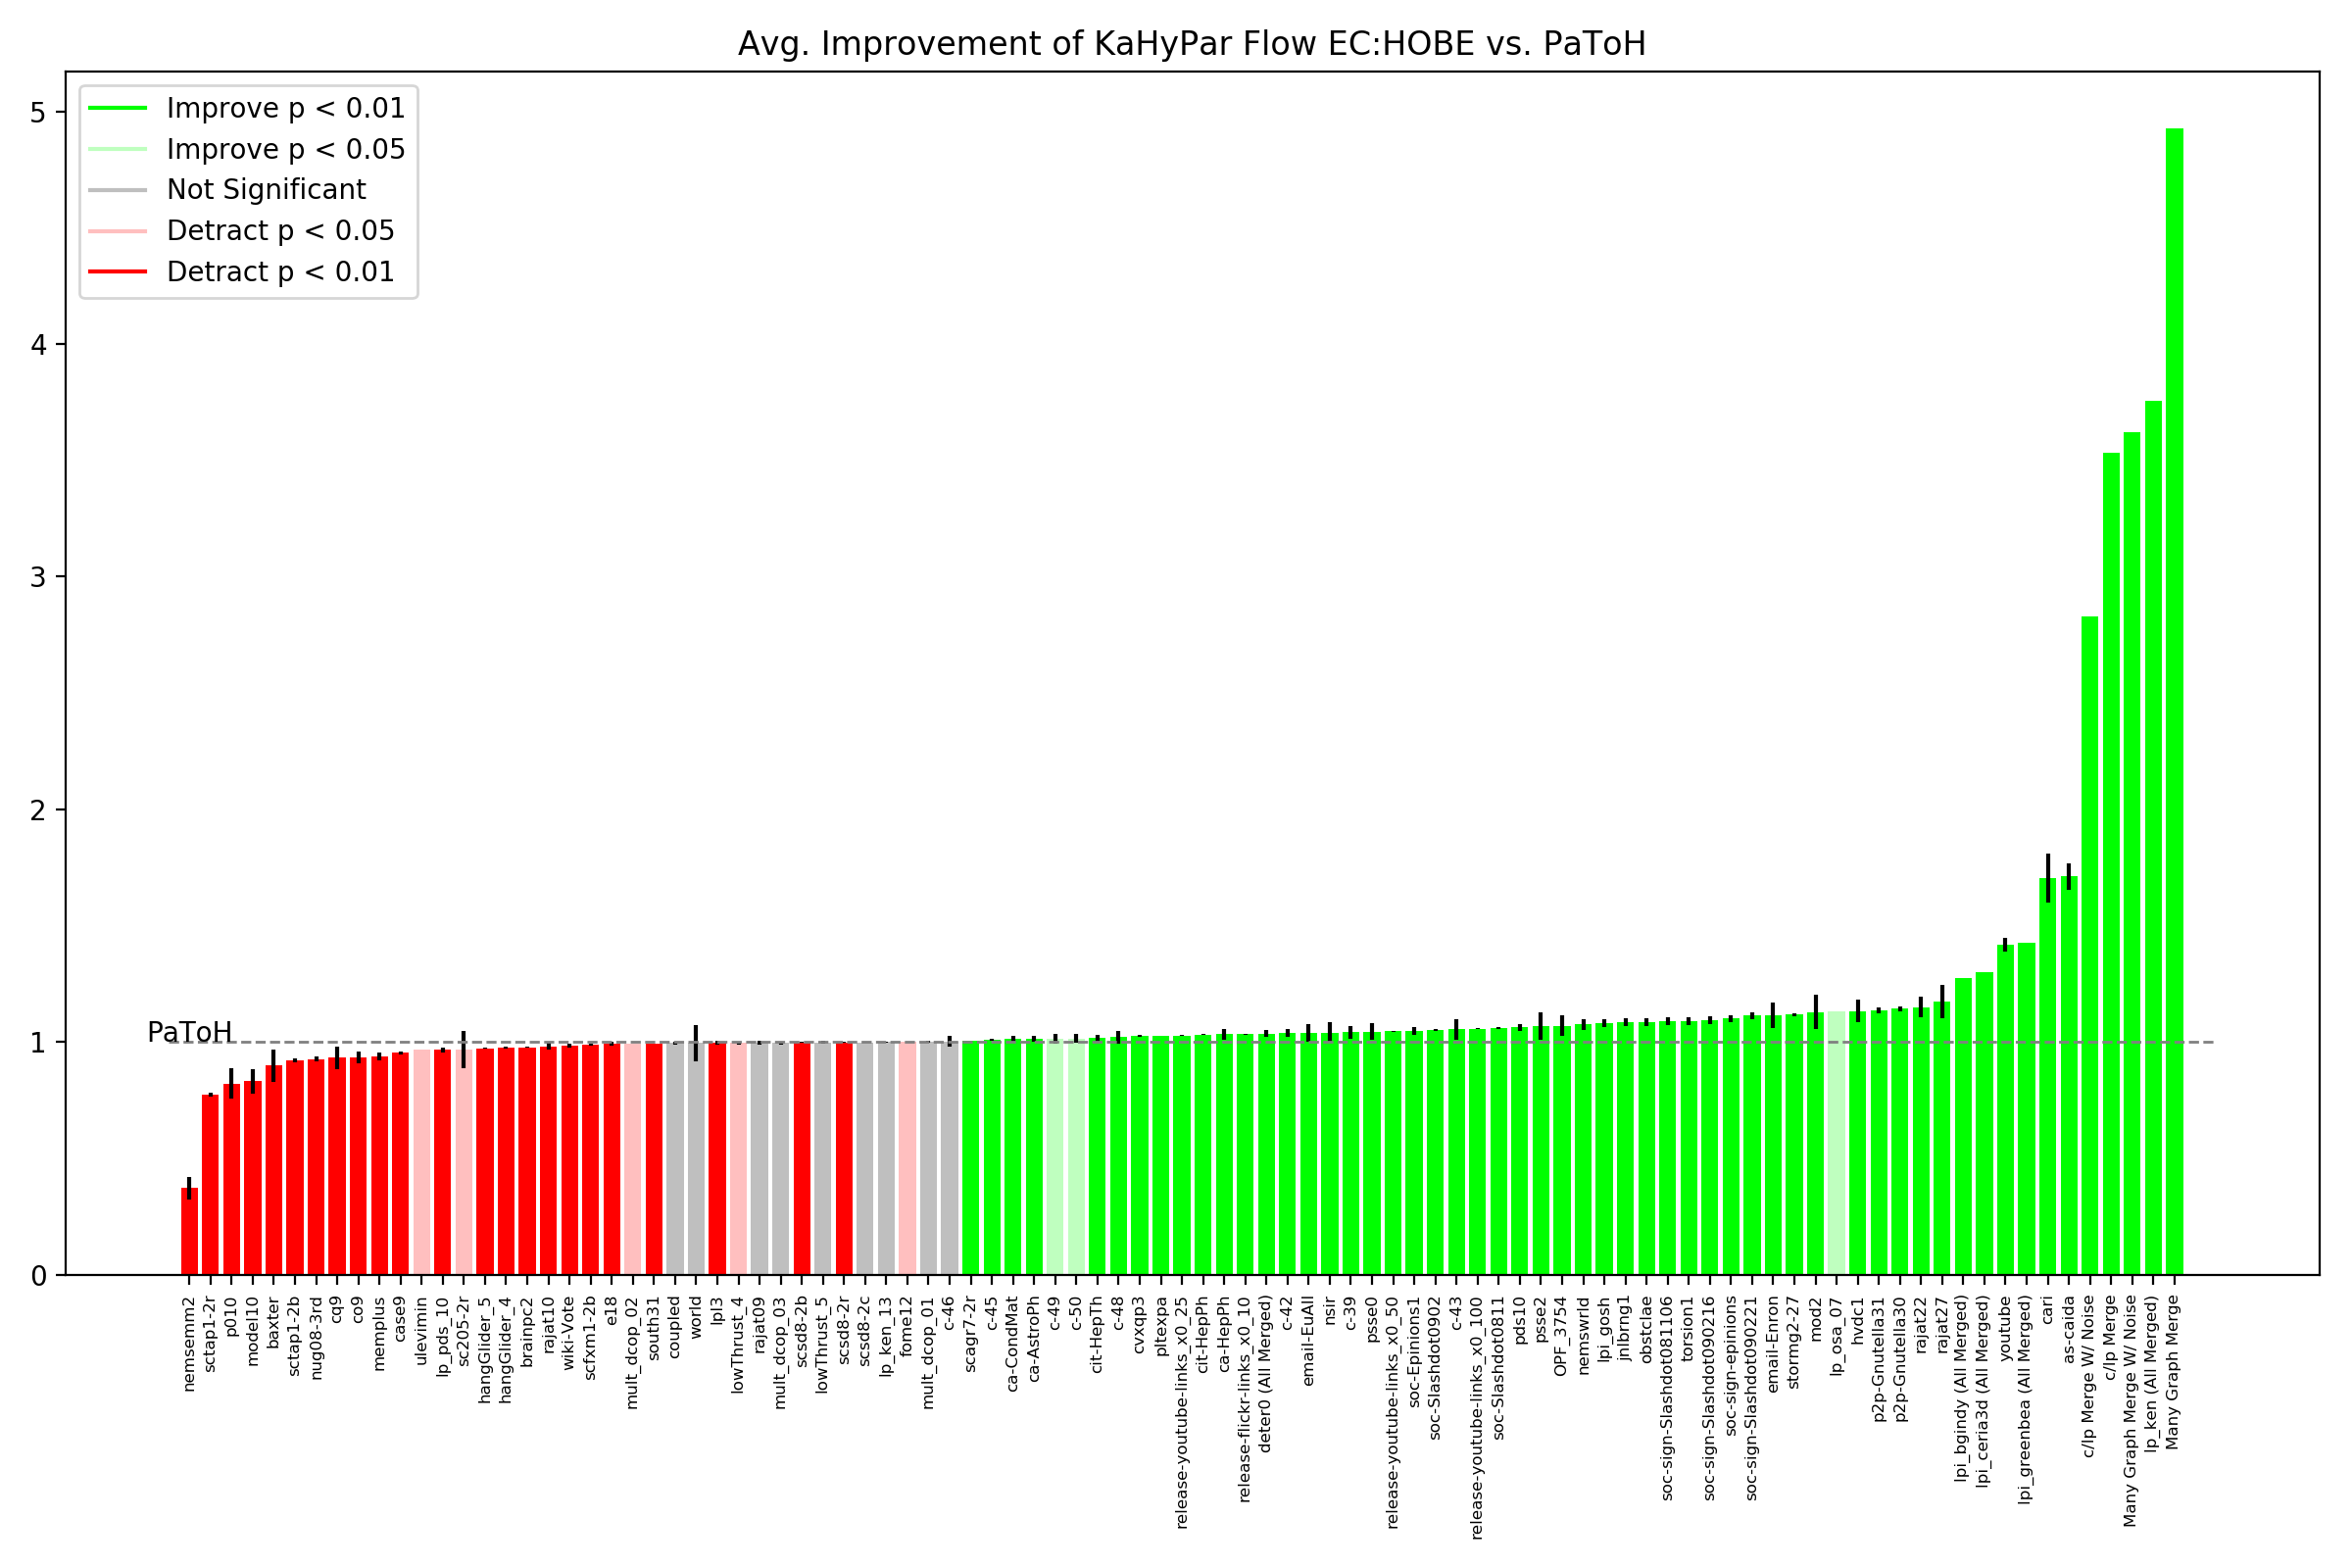 Avg. Improvement of KaHyPar Flow EC:HOBE vs. PaToH
Improve p < 0.01
Improve p < 0.05
Not Significant
Detract p < 0.05
Detract p < 0.01
5
4
3
2
1
0
PaToH
nemsemm2
sctap1-2r
p010
model10
baxter
sctap1-2b
nug08-3rd
cq9
co9
memplus
case9
ulevimin
lp_pds_10
sc205-2r
hangGlider_5
hangGlider_4
brainpc2
rajat10
wiki-Vote
scfxm1-2b
e18
mult_dcop_02
south31
coupled
world
lpl3
lowThrust_4
rajat09
mult_dcop_03
scsd8-2b
lowThrust_5
scsd8-2r
scsd8-2c
lp_ken_13
fome12
mult_dcop_01
c-46
scagr7-2r
c-45
ca-CondMat
ca-AstroPh
c-49
c-50
cit-HepTh
c-48
cvxqp3
pltexpa
release-youtube-links_x0_25
cit-HepPh
ca-HepPh
release-flickr-links_x0_10
deter0 (All Merged)
c-42
email-EuAll
nsir
c-39
psse0
release-youtube-links_x0_50
soc-Epinions1
soc-Slashdot0902
c-43
release-youtube-links_x0_100
soc-Slashdot0811
pds10
psse2
OPF_3754
nemswrld
lpi_gosh
jnlbrng1
obstclae
soc-sign-Slashdot081106
torsion1
soc-sign-Slashdot090216
soc-sign-epinions
soc-sign-Slashdot090221
email-Enron
stormg2-27
mod2
lp_osa_07
hvdc1
p2p-Gnutella31
p2p-Gnutella30
rajat22
rajat27
lpi_bgindy (All Merged)
lpi_ceria3d (All Merged)
youtube
lpi_greenbea (All Merged)
cari
as-caida
c/lp Merge W/ Noise
c/lp Merge
Many Graph Merge W/ Noise
lp_ken (All Merged)
Many Graph Merge